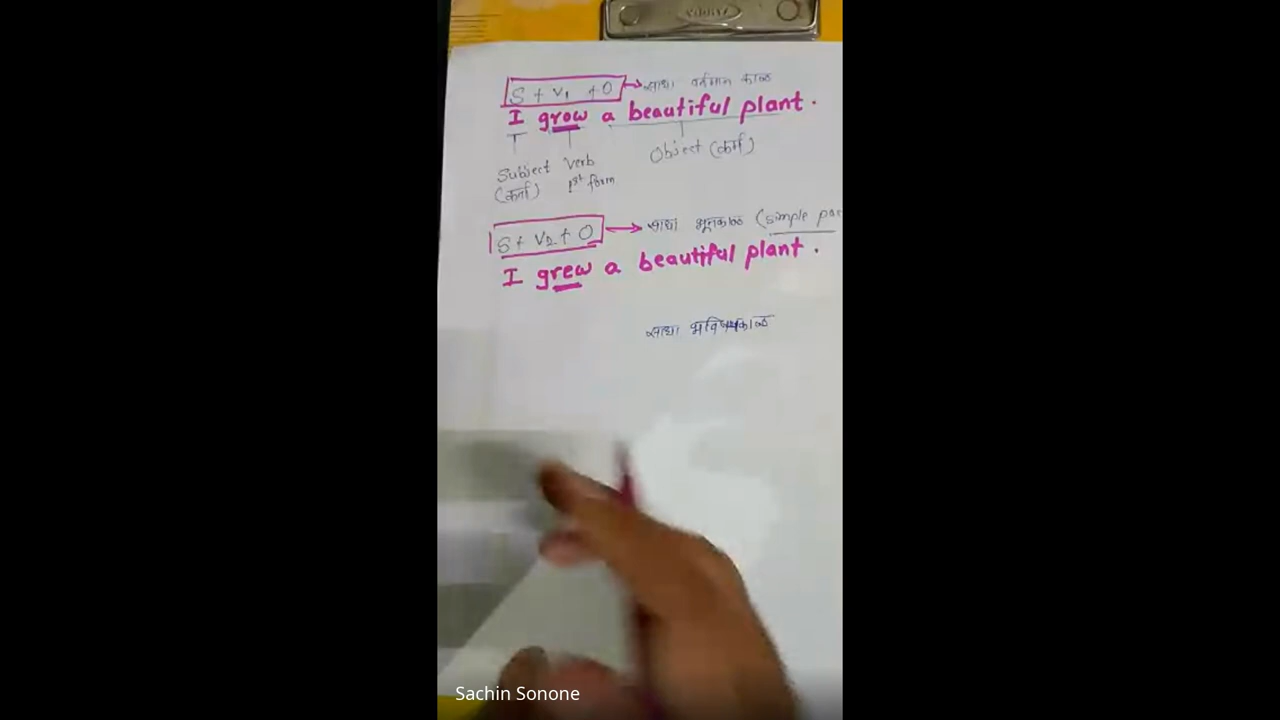 S + V₁ + O → साधा वर्तमान काळ
I grow a beautiful plant.
Subject Verb Object (कर्म)
(कर्ता) 1st form
S + V₂ + O → साधा भूतकाळ (simple pas
I grew a beautiful plant.
साधा भविष्यकाळ
Sachin Sonone